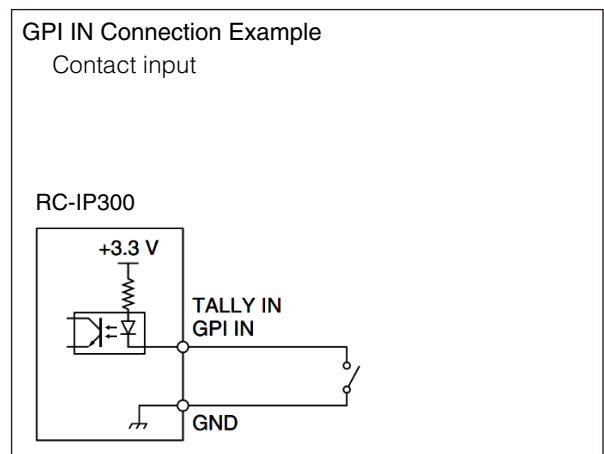 GPI IN Connection Example
Contact input
RC-IP300
+3.3 V
TALLY IN
GPI IN
GND